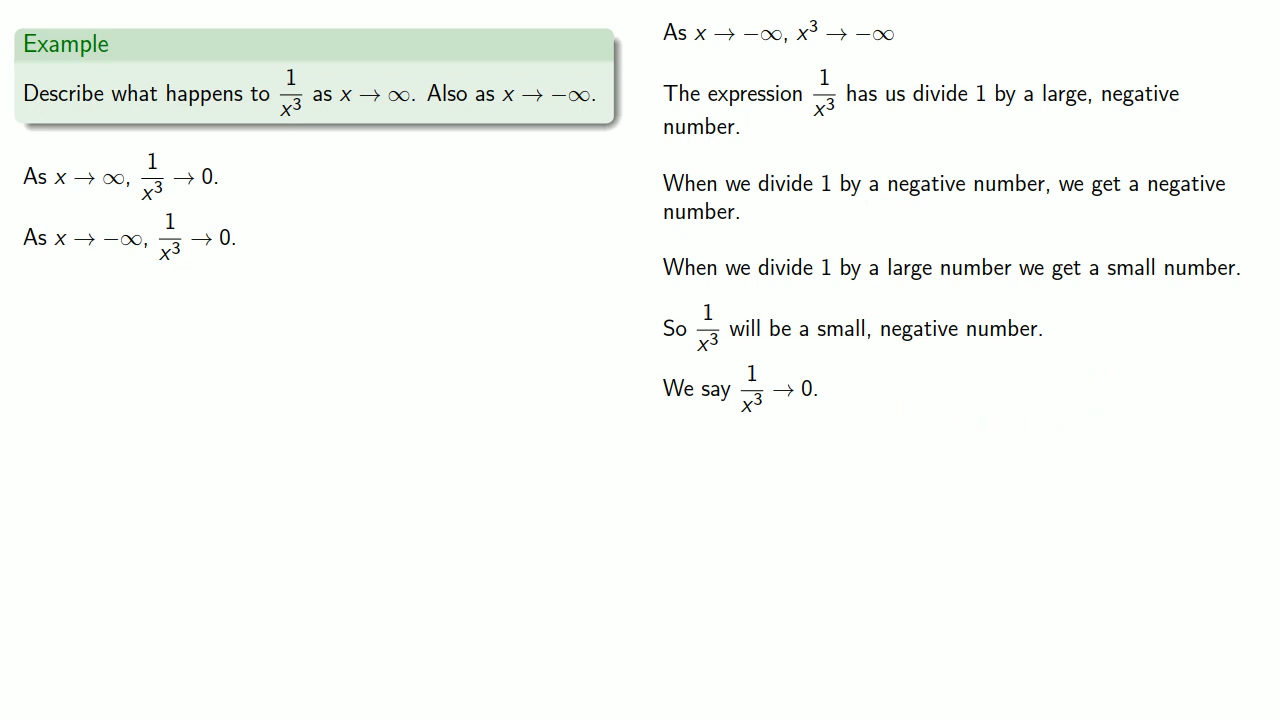 Example
Describe what happens to 1/x³ as x → ∞. Also as x → −∞.
As x → ∞, 1/x³ → 0.
As x → −∞, 1/x³ → 0.
As x → −∞, x³ → −∞
The expression 1/x³ has us divide 1 by a large, negative
number.
When we divide 1 by a negative number, we get a negative
number.
When we divide 1 by a large number we get a small number.
So 1/x³ will be a small, negative number.
We say 1/x³ → 0.